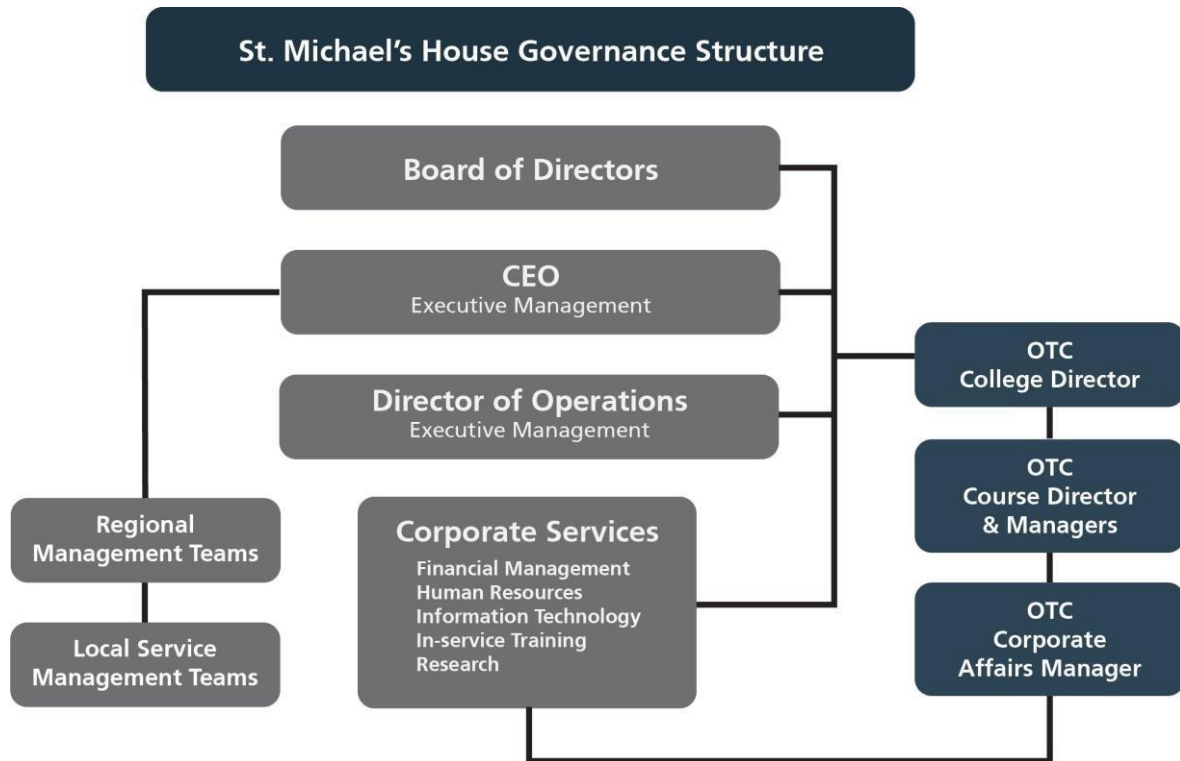 St. Michael’s House Governance Structure
Board of Directors
CEO
Executive Management
Director of Operations
Executive Management
Corporate Services
Financial Management
Human Resources
Information Technology
In-service Training
Research
Regional
Management Teams
Local Service
Management Teams
OTC
College Director
OTC
Course Director
& Managers
OTC
Corporate
Affairs Manager